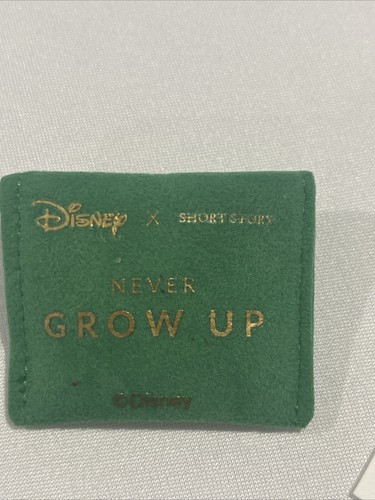 Disney X SHORT STORY
NEVER
GROW UP
©Disney